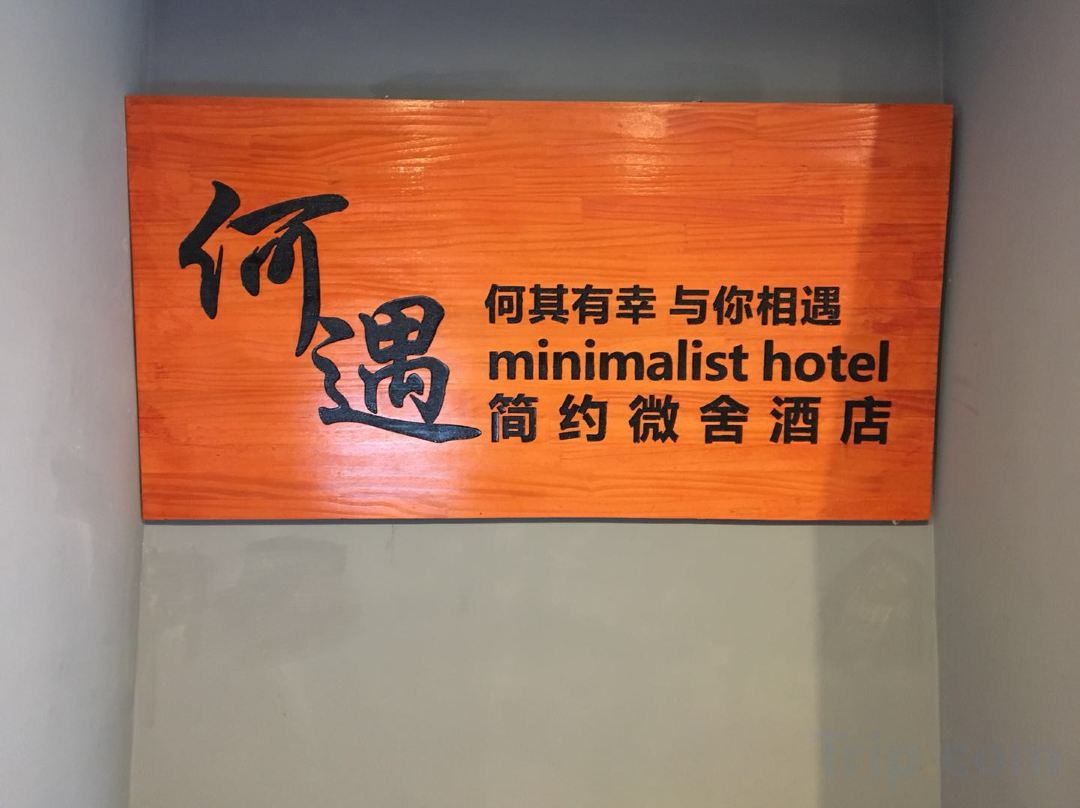 何遇
何其有幸 与你相遇
minimalist hotel
简约微舍酒店
Trip.com